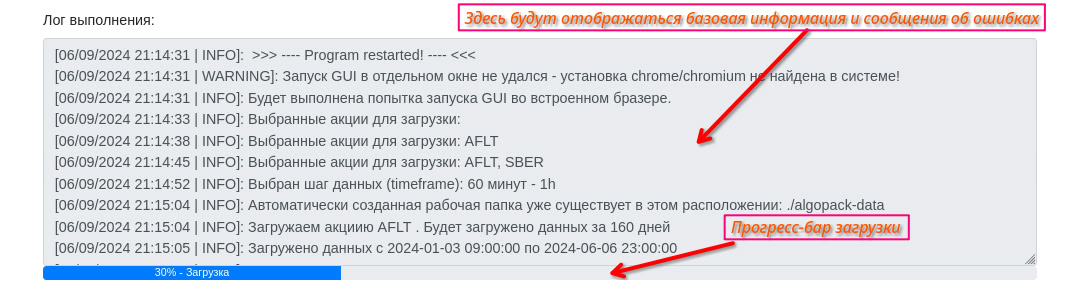 Лог выполнения:
Здесь будут отображаться базовая информация и сообщения об ошибках
[06/09/2024 21:14:31 | INFO]:  >>> ---- Program restarted! ---- <<<
[06/09/2024 21:14:31 | WARNING]: Запуск GUI в отдельном окне не удался - установка chrome/chromium не найдена в системе!
[06/09/2024 21:14:31 | INFO]: Будет выполнена попытка запуска GUI во встроенном бразере.
[06/09/2024 21:14:33 | INFO]: Выбранные акции для загрузки:
[06/09/2024 21:14:38 | INFO]: Выбранные акции для загрузки: AFLT
[06/09/2024 21:14:45 | INFO]: Выбранные акции для загрузки: AFLT, SBER
[06/09/2024 21:14:52 | INFO]: Выбран шаг данных (timeframe): 60 минут - 1h
[06/09/2024 21:15:04 | INFO]: Автоматически созданная рабочая папка уже существует в этом расположении: ./algopack-data
[06/09/2024 21:15:04 | INFO]: Загружаем акциию AFLT . Будет загружено данных за 160 дней
Прогресс-бар загрузки
[06/09/2024 21:15:05 | INFO]: Загружено данных с 2024-01-03 09:00:00 по 2024-06-06 23:00:00
30% - Загрузка